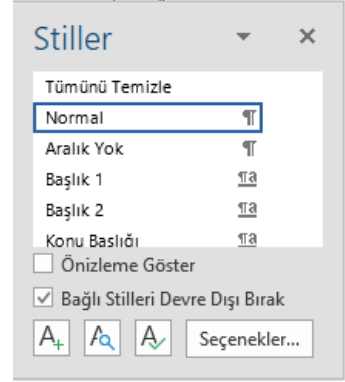 Stiller
Tümünü Temizle
Normal
Aralık Yok
Başlık 1
Başlık 2
Konu Başlığı
Önizleme Göster
Bağlı Stilleri Devre Dışı Bırak
Seçenekler...